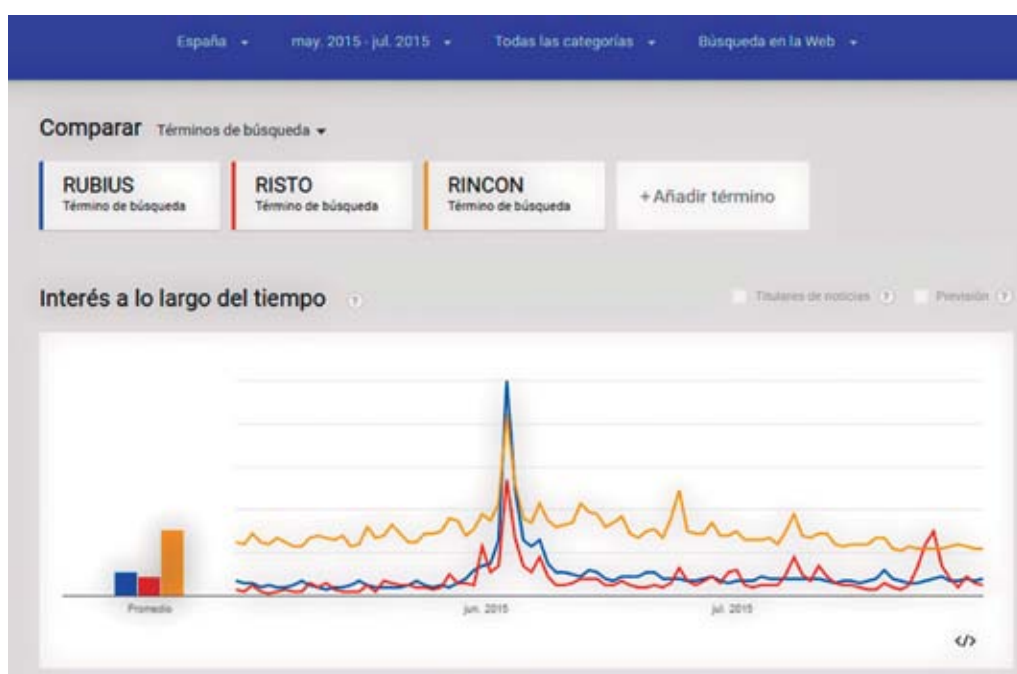 España may. 2015 - jul. 2015 Todas las categorías Búsqueda en la Web
Comparar Términos de búsqueda
RUBIUS RISTO RINCON + Añadir término
Término de búsqueda Término de búsqueda Término de búsqueda
Interés a lo largo del tiempo ? Titulares de noticias ? Previsión ?
Promedio jun. 2015 jul. 2015
</>